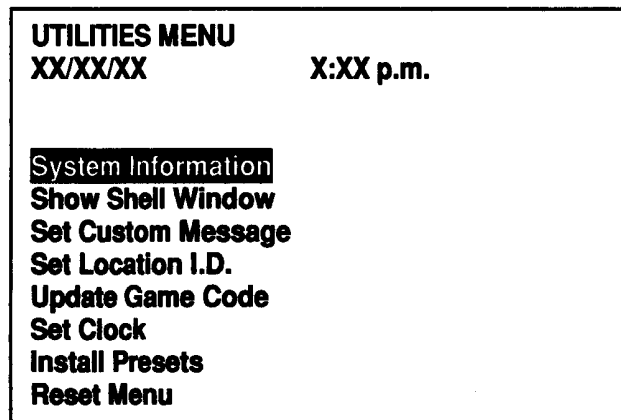 UTILITIES MENU
XX/XX/XX X:XX p.m.
System Information
Show Shell Window
Set Custom Message
Set Location I.D.
Update Game Code
Set Clock
Install Presets
Reset Menu